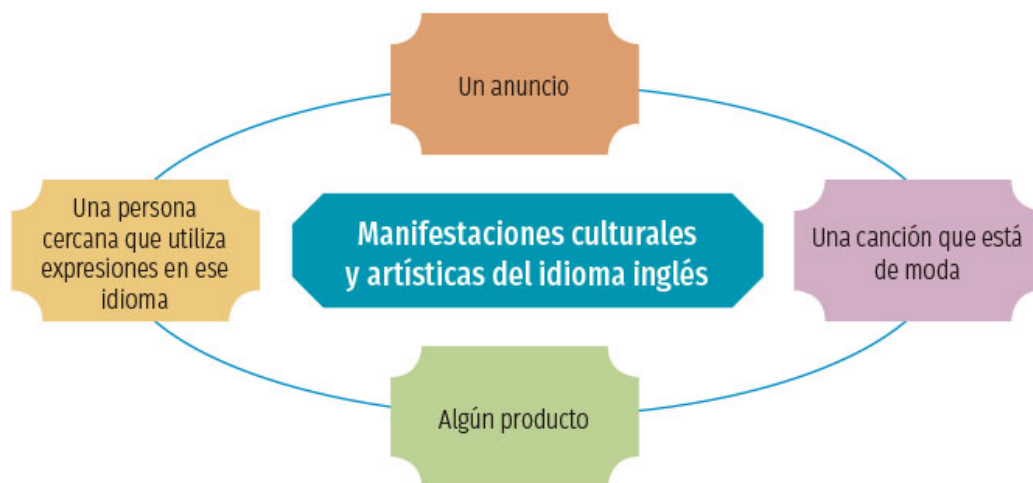 Un anuncio
Una persona
cercana que utiliza
expresiones en ese
idioma
Manifestaciones culturales
y artísticas del idioma inglés
Una canción que está
de moda
Algún producto